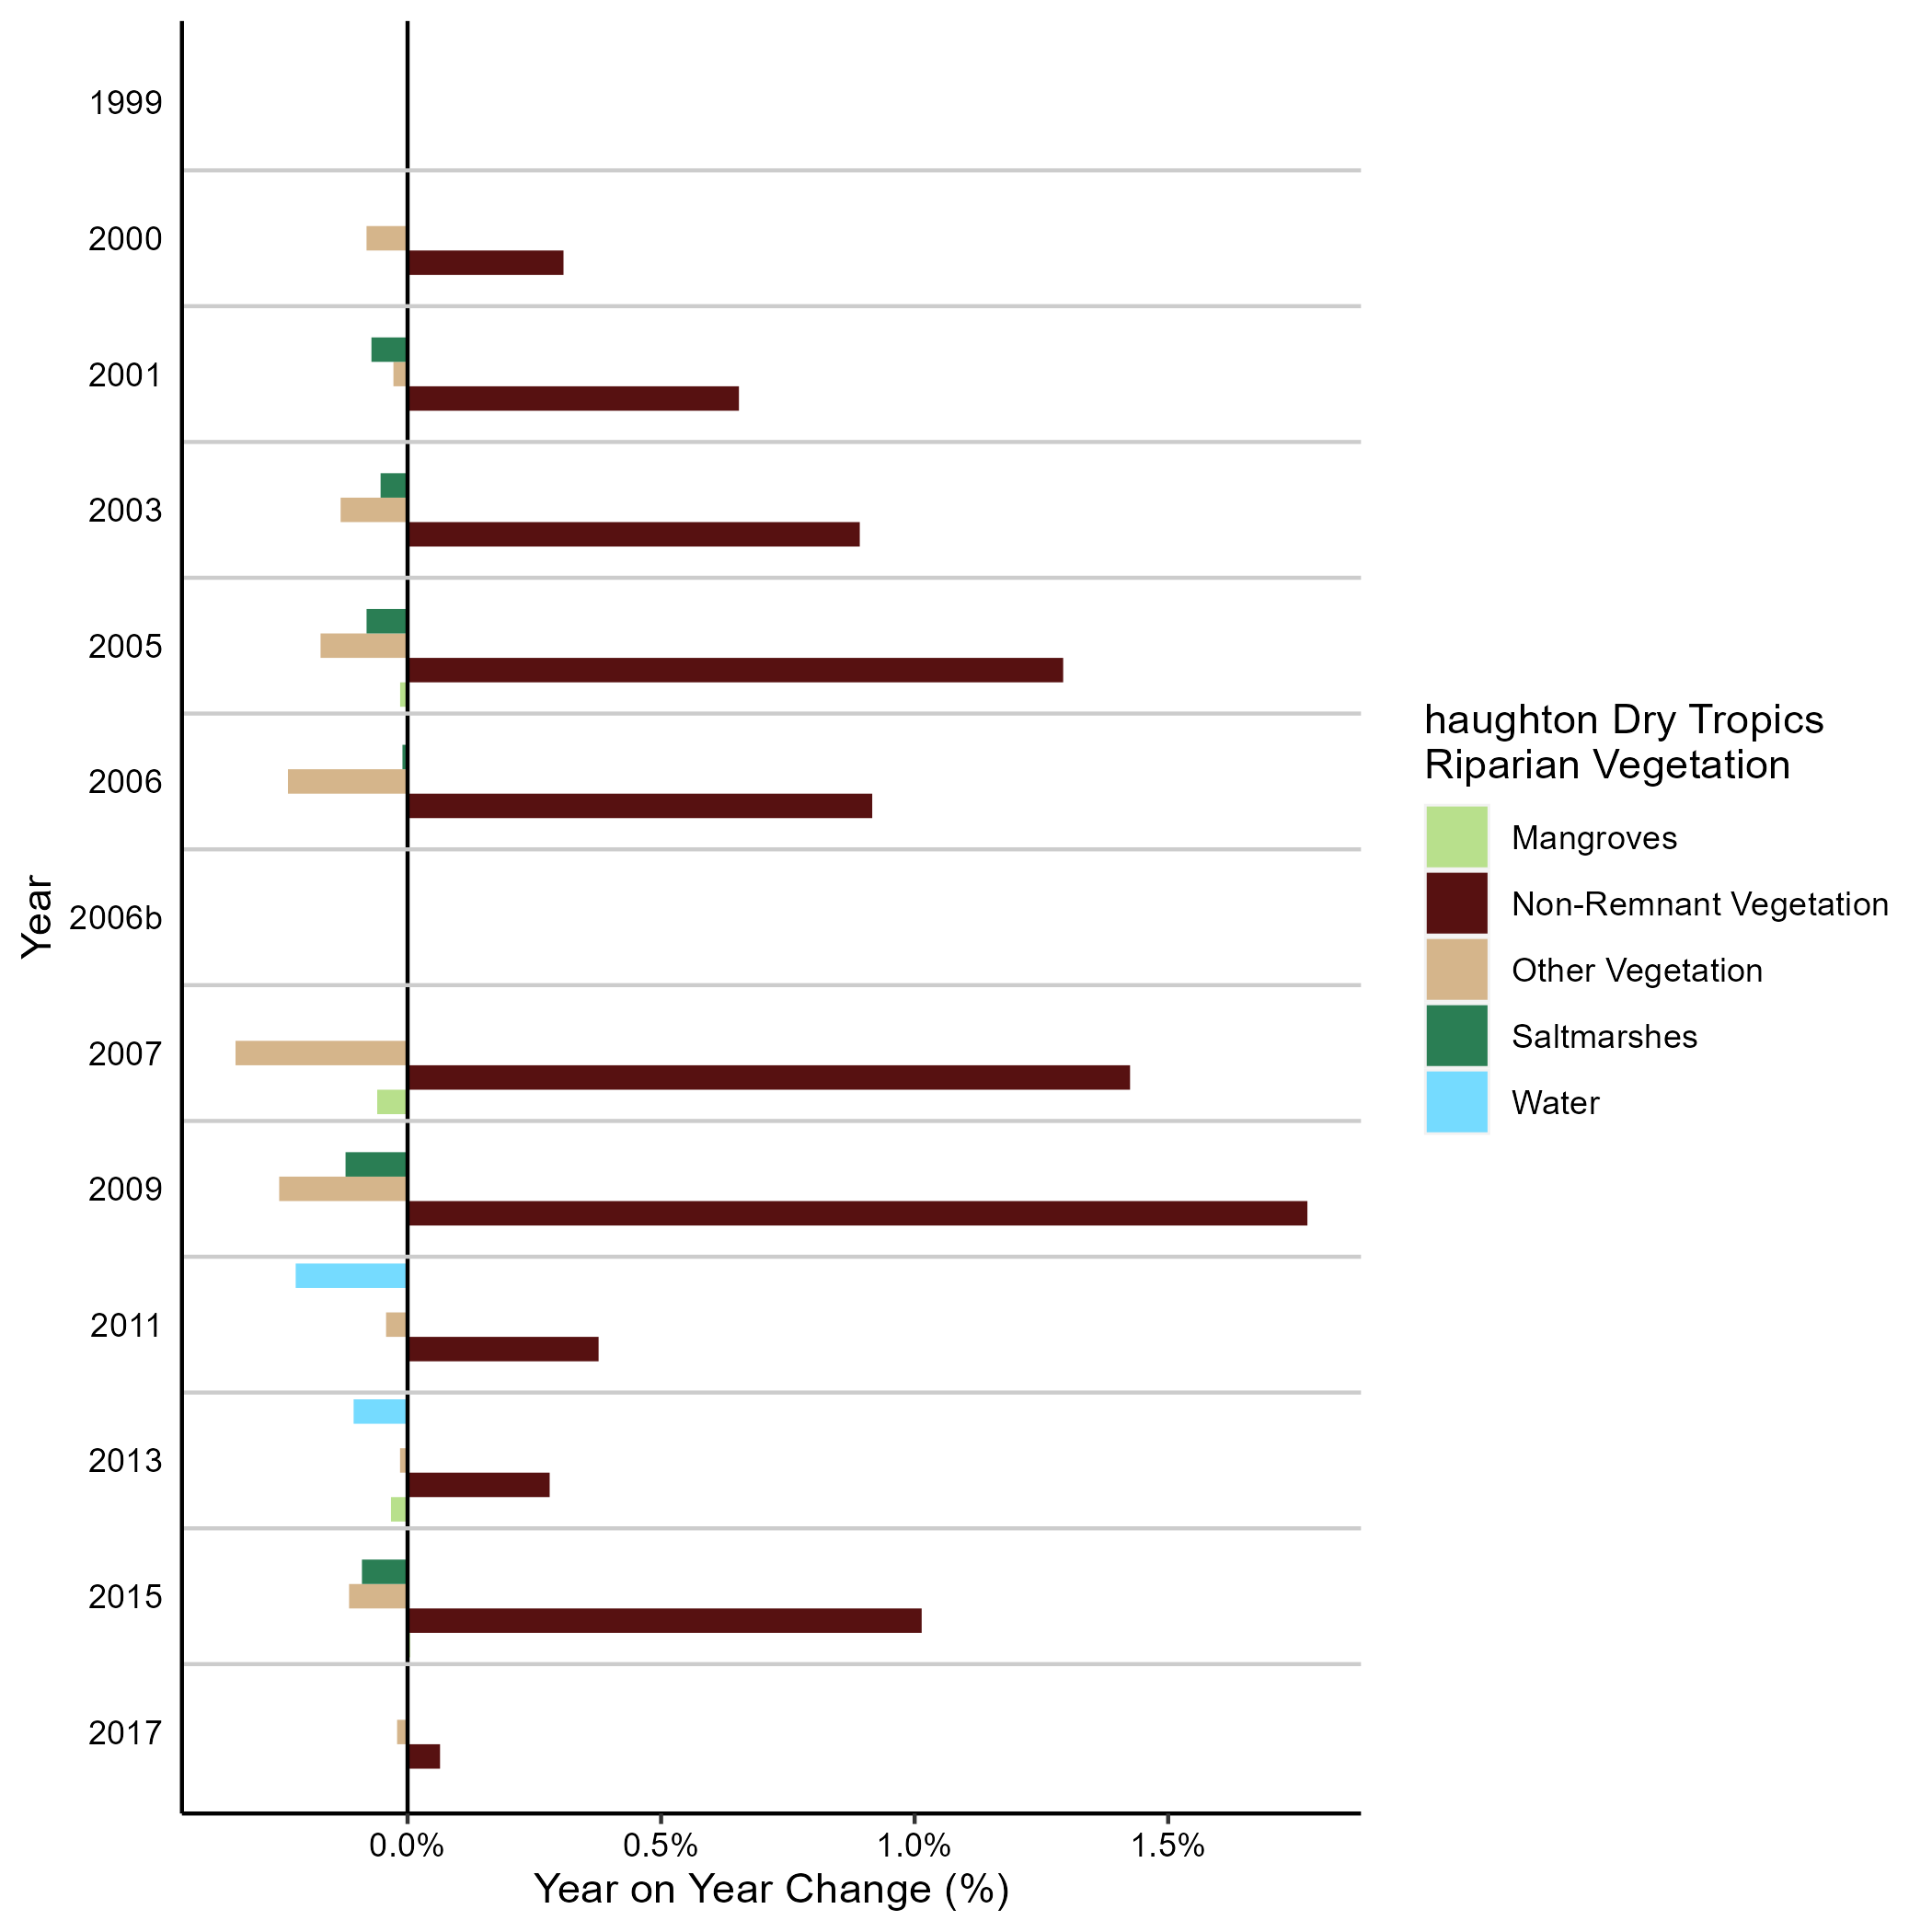 1999
2000
2001
2003
2005
2006
2006b
2007
2009
2011
2013
2015
2017
Year
0.0% 0.5% 1.0% 1.5%
Year on Year Change (%)
haughton Dry Tropics
Riparian Vegetation
Mangroves
Non-Remnant Vegetation
Other Vegetation
Saltmarshes
Water